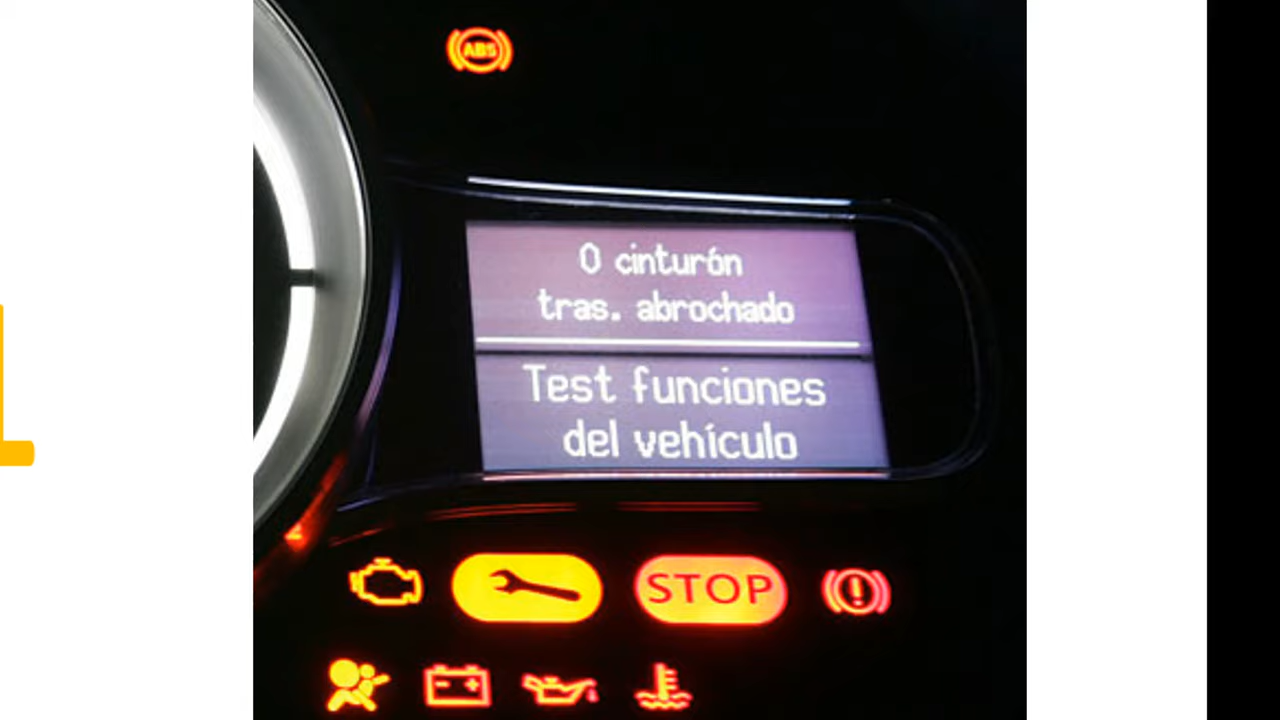 ABS
0 cinturón
tras. abrochado
Test funciones
del vehículo
STOP